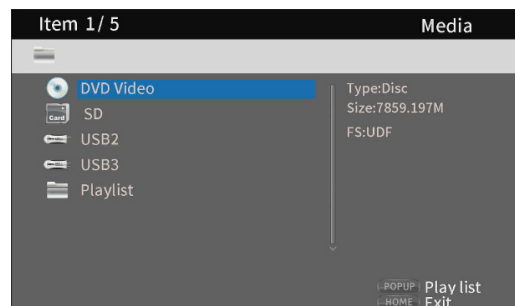 Item 1/ 5
Media
DVD Video
Card SD
USB2
USB3
Playlist
Type:Disc
Size:7859.197M
FS:UDF
POPUP Play list
HOME Exit